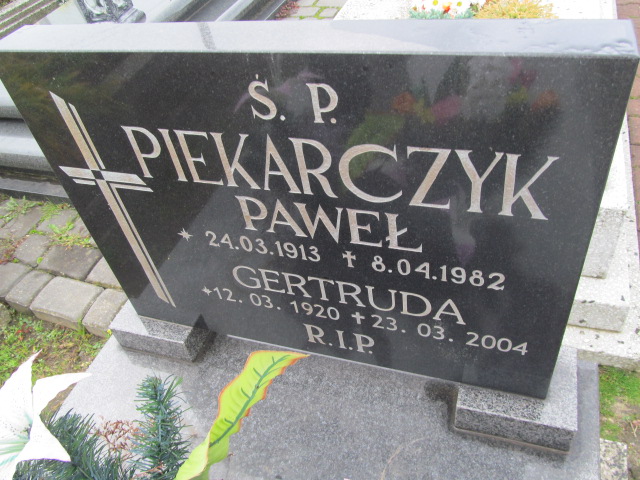 Ś. P.
PIEKARCZYK
PAWEŁ
* 24.03.1913 ✝ 8.04.1982
GERTRUDA
* 12. 03. 1920 ✝ 23. 03. 2004
R.I.P.